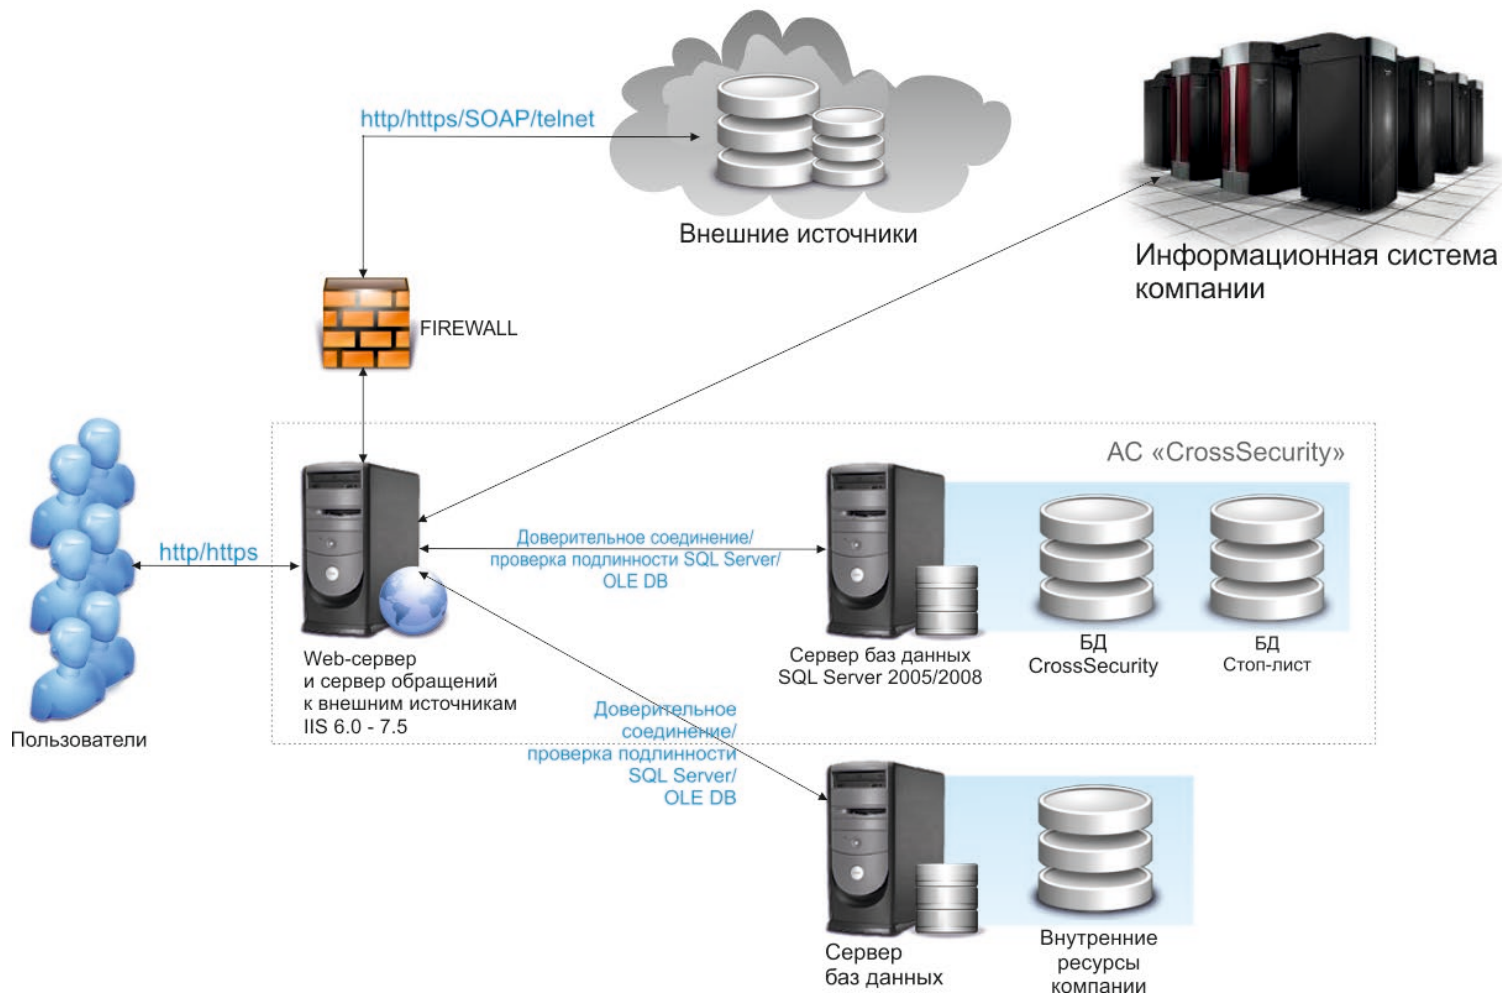 http/https/SOAP/telnet
Внешние источники
Информационная система
компании
FIREWALL
АС «CrossSecurity»
http/https
Доверительное соединение/
проверка подлинности SQL Server/
OLE DB
Web-сервер
и сервер обращений
к внешним источникам
IIS 6.0 - 7.5
Сервер баз данных
SQL Server 2005/2008
БД
CrossSecurity
БД
Стоп-лист
Пользователи
Доверительное
соединение/
проверка подлинности
SQL Server/
OLE DB
Сервер
баз данных
Внутренние
ресурсы
компании